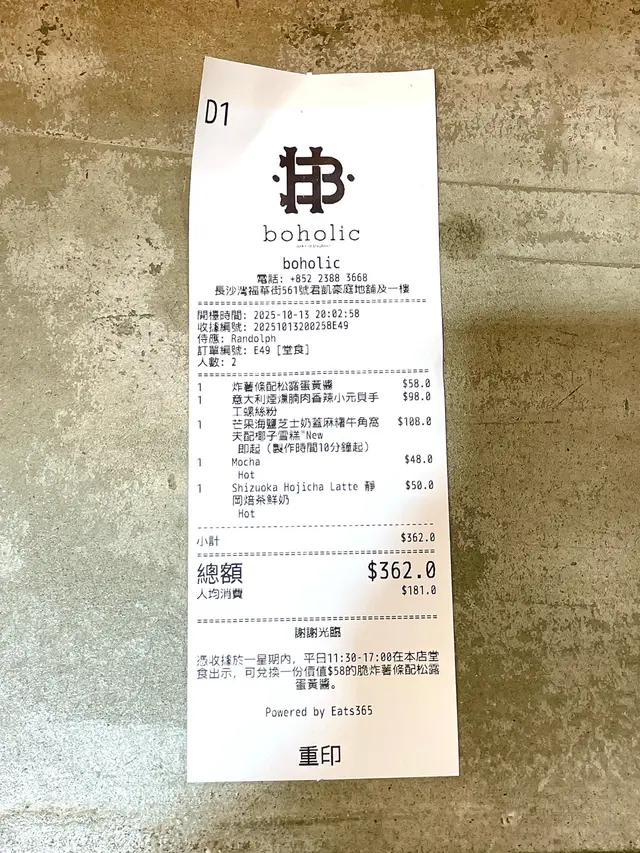 D1
HB
boholic
boholic
電話: +852 2388 3668
長沙灣福華街561號君凱豪庭地舖及一樓
開檯時間: 2025-10-13 20:02:58
收據編號: 20251013200258E49
侍應: Randolph
訂單編號: E49 [堂食]
人數: 2
1 炸薯條配松露蛋黃醬 $58.0
1 意大利煙燻腩肉香辣小元貝手 $98.0
工螺絲粉
1 芒果海鹽芝士奶蓋麻糬牛角窩 $108.0
夫配椰子雪糕"New
即起（製作時間10分鐘起）
1 Mocha $48.0
Hot
1 Shizuoka Hojicha Latte 靜 $50.0
岡焙茶鮮奶
Hot
小計 $362.0
總額 $362.0
人均消費 $181.0
謝謝光臨
憑收據於一星期內, 平日11:30-17:00在本店堂
食出示, 可兌換一份價值$58的脆炸薯條配松露
蛋黃醬。
Powered by Eats365
重印